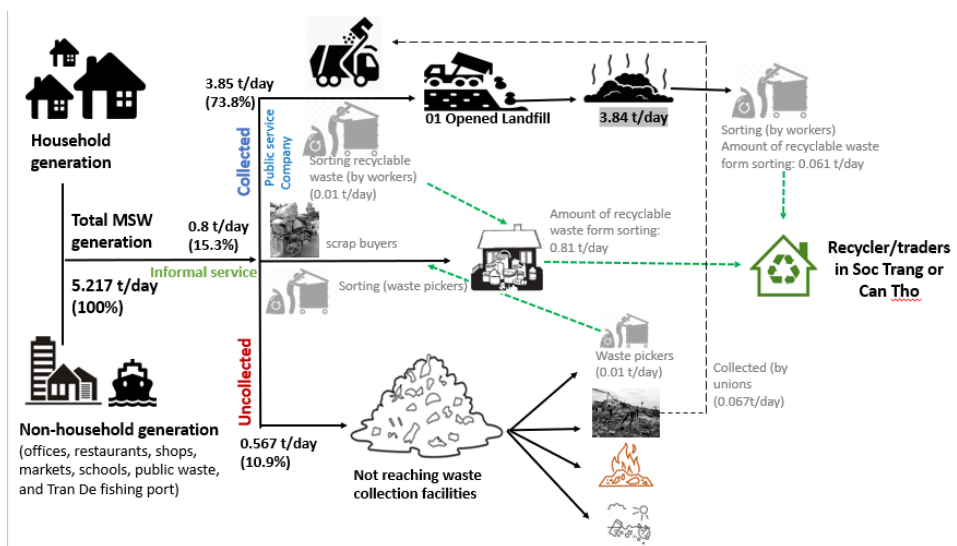 Household
generation
Total MSW
generation
5.217 t/day
(100%)
Non-household generation
(offices, restaurants, shops,
markets, schools, public waste,
and Tran De fishing port)
3.85 t/day
(73.8%)
Collected
Public service
Company
0.8 t/day
(15.3%)
Informal service
Uncollected
0.567 t/day
(10.9%)
01 Opened Landfill
3.84 t/day
Sorting (by workers)
Amount of recyclable waste
form sorting: 0.061 t/day
Sorting recyclable
waste (by workers)
(0.01 t/day)
scrap buyers
Sorting (waste pickers)
Amount of recyclable
waste form sorting:
0.81 t/day
Recycler/traders
in Soc Trang or
Can Tho
Waste pickers
(0.01 t/day)
Collected (by
unions
(0.067t/day)
Not reaching waste
collection facilities